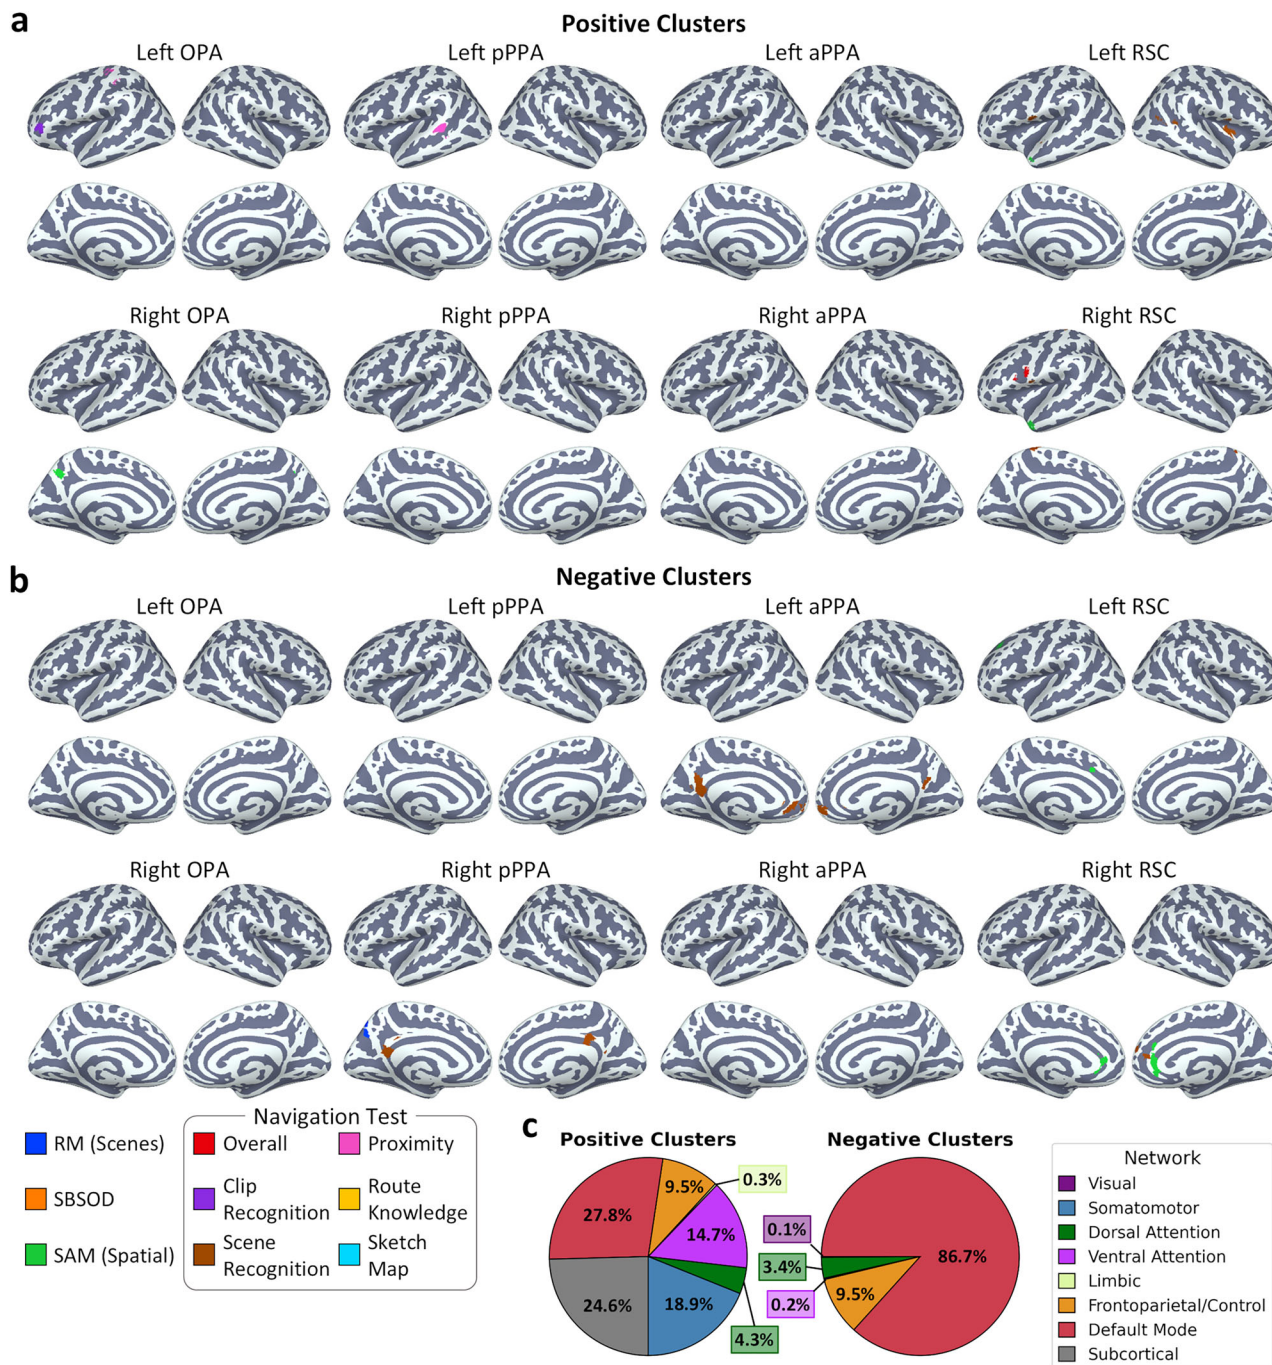 a
Positive Clusters
Left OPA
Left pPPA
Left aPPA
Left RSC
Right OPA
Right pPPA
Right aPPA
Right RSC
b
Negative Clusters
Left OPA
Left pPPA
Left aPPA
Left RSC
Right OPA
Right pPPA
Right aPPA
Right RSC
RM (Scenes)
SBSOD
SAM (Spatial)
Navigation Test
Overall
Proximity
Clip
Recognition
Route
Knowledge
Scene
Recognition
Sketch
Map
c
Positive Clusters
9.5%
0.3%
27.8%
14.7%
24.6%
18.9%
4.3%
Negative Clusters
0.1%
3.4%
0.2%
9.5%
86.7%
Network
Visual
Somatomotor
Dorsal Attention
Ventral Attention
Limbic
Frontoparietal/Control
Default Mode
Subcortical